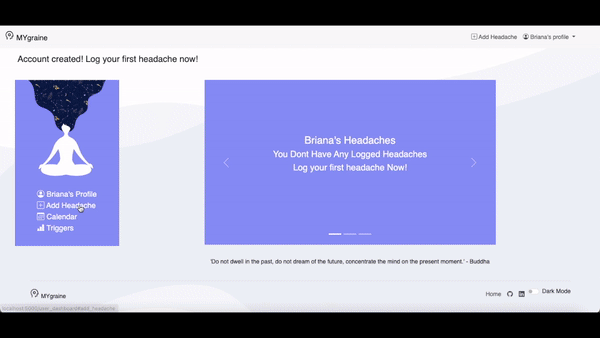 MYgraine
Add Headache
Briana's profile
Account created! Log your first headache now!
Briana's Profile
Add Headache
Calendar
Triggers
Briana's Headaches
You Dont Have Any Logged Headaches
Log your first headache Now!
'Do not dwell in the past, do not dream of the future, concentrate the mind on the present moment.' - Buddha
MYgraine
Home
Dark Mode